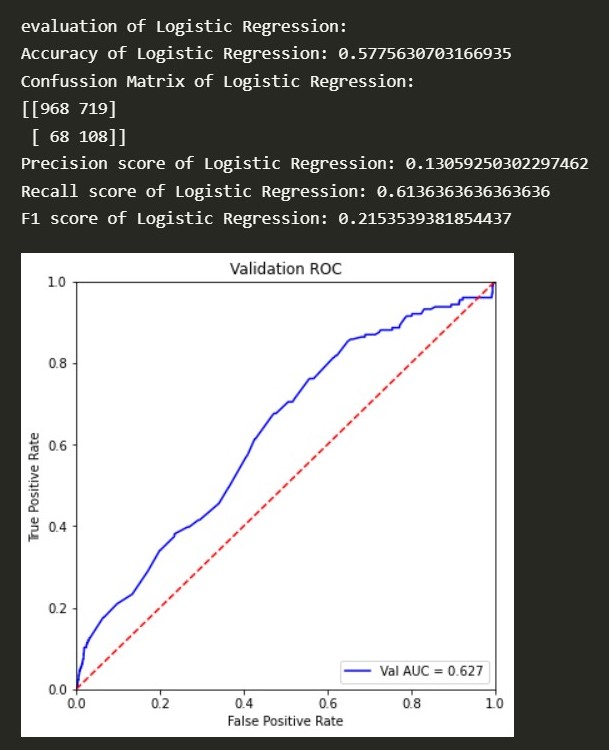 evaluation of Logistic Regression:
Accuracy of Logistic Regression: 0.5775630703166935
Confussion Matrix of Logistic Regression:
[[968 719]
[ 68 108]]
Precision score of Logistic Regression: 0.13059250302297462
Recall score of Logistic Regression: 0.6136363636363636
F1 score of Logistic Regression: 0.2153539381854437
Validation ROC
1.0
0.8
0.6
0.4
0.2
0.0
True Positive Rate
Val AUC = 0.627
0.0 0.2 0.4 0.6 0.8 1.0
False Positive Rate